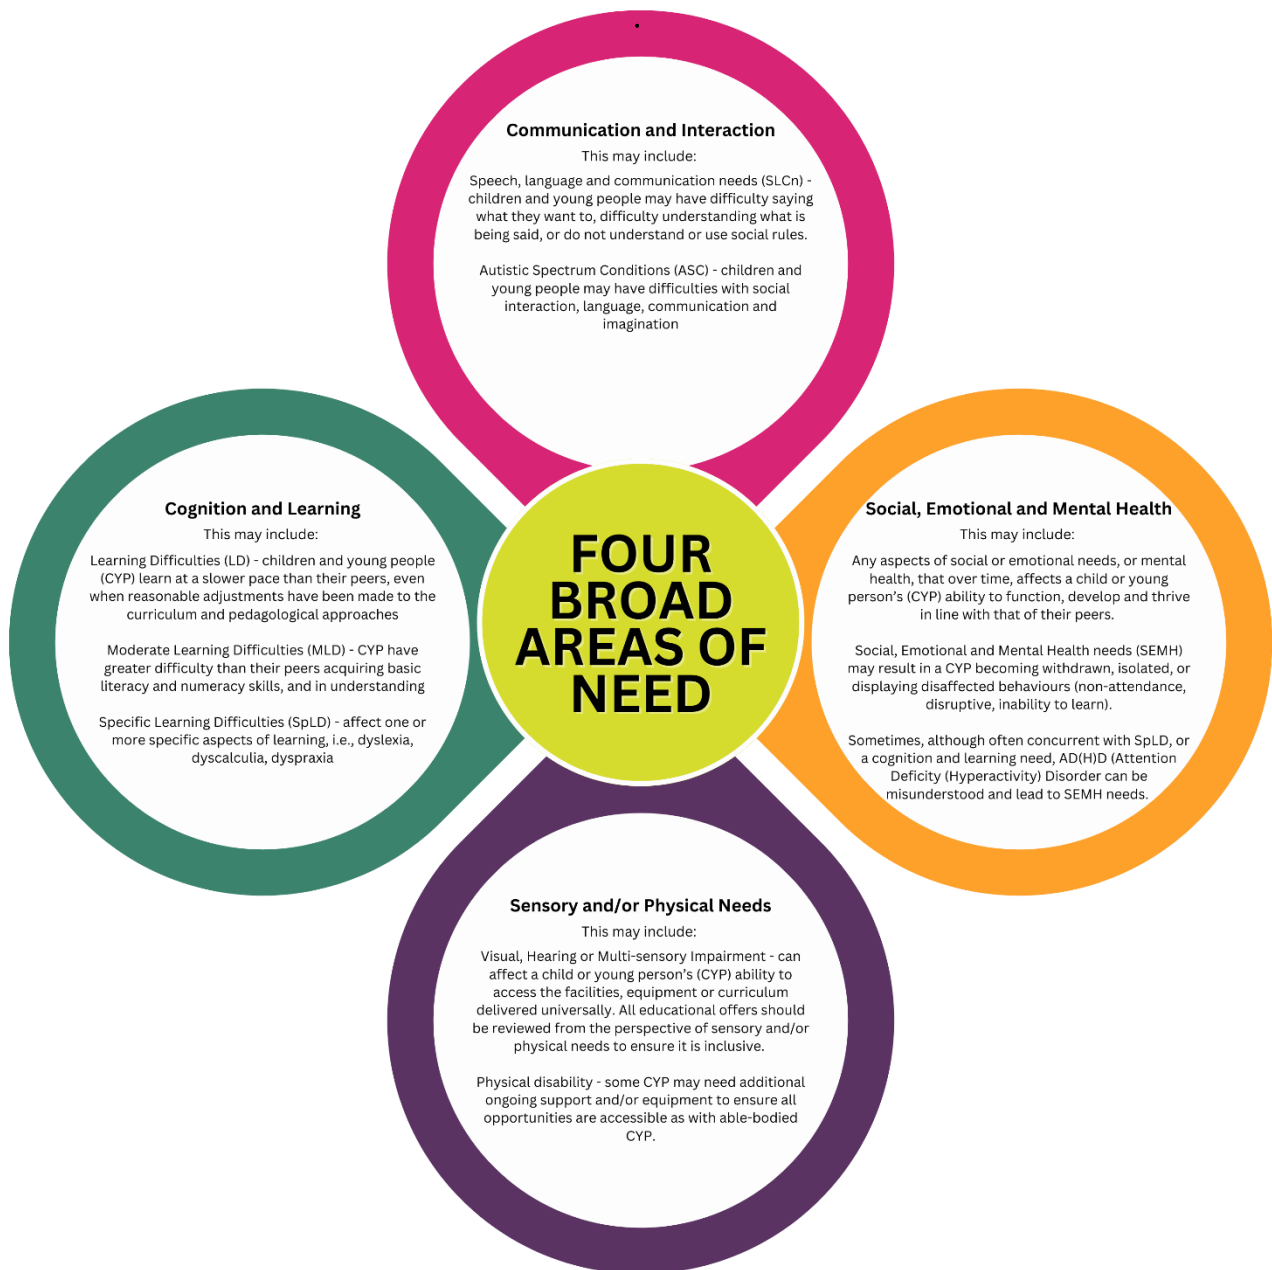 Communication and Interaction
This may include:
Speech, language and communication needs (SLCn) -
children and young people may have difficulty saying
what they want to, difficulty understanding what is
being said, or do not understand or use social rules.
Autistic Spectrum Conditions (ASC) - children and
young people may have difficulties with social
interaction, language, communication and
imagination
Cognition and Learning
This may include:
Learning Difficulties (LD) - children and young people
(CYP) learn at a slower pace than their peers, even
when reasonable adjustments have been made to the
curriculum and pedagological approaches
Moderate Learning Difficulties (MLD) - CYP have
greater difficulty than their peers acquiring basic
literacy and numeracy skills, and in understanding
Specific Learning Difficulties (SpLD) - affect one or
more specific aspects of learning, i.e., dyslexia,
dyscalculia, dyspraxia
FOUR
BROAD
AREAS OF
NEED
Social, Emotional and Mental Health
This may include:
Any aspects of social or emotional needs, or mental
health, that over time, affects a child or young
person's (CYP) ability to function, develop and thrive
in line with that of their peers.
Social, Emotional and Mental Health needs (SEMH)
may result in a CYP becoming withdrawn, isolated, or
displaying disaffected behaviours (non-attendance,
disruptive, inability to learn).
Sometimes, although often concurrent with SpLD, or
a cognition and learning need, AD(H)D (Attention
Deficity (Hyperactivity) Disorder can be
misunderstood and lead to SEMH needs.
Sensory and/or Physical Needs
This may include:
Visual, Hearing or Multi-sensory Impairment - can
affect a child or young person's (CYP) ability to
access the facilities, equipment or curriculum
delivered universally. All educational offers should
be reviewed from the perspective of sensory and/or
physical needs to ensure it is inclusive.
Physical disability - some CYP may need additional
ongoing support and/or equipment to ensure all
opportunities are accessible as with able-bodied
CYP.